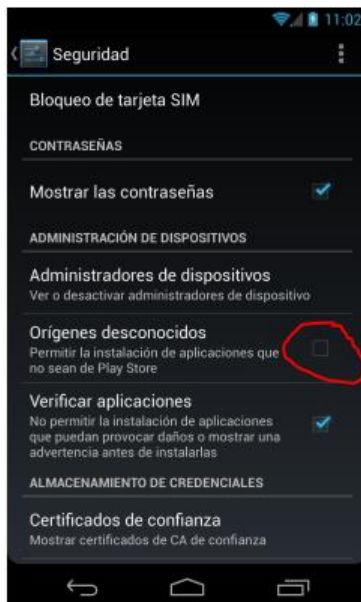 11:02
Seguridad
Bloqueo de tarjeta SIM
CONTRASEÑAS
Mostrar las contraseñas
ADMINISTRACIÓN DE DISPOSITIVOS
Administradores de dispositivos
Ver o desactivar administradores de dispositivo
Orígenes desconocidos
Permitir la instalación de aplicaciones que
no sean de Play Store
Verificar aplicaciones
No permitir la instalación de aplicaciones
que puedan provocar daños o mostrar una
advertencia antes de instalarlas
ALMACENAMIENTO DE CREDENCIALES
Certificados de confianza
Mostrar certificados de CA de confianza